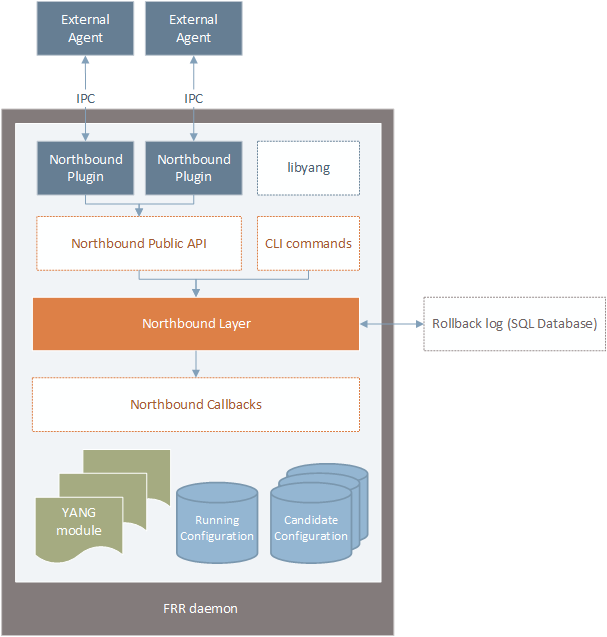 External
Agent
External
Agent
IPC
IPC
Northbound
Plugin
Northbound
Plugin
libyang
Northbound Public API
CLI commands
Northbound Layer
Rollback log (SQL Database)
Northbound Callbacks
YANG
module
Running
Configuration
Candidate
Configuration
FRR daemon